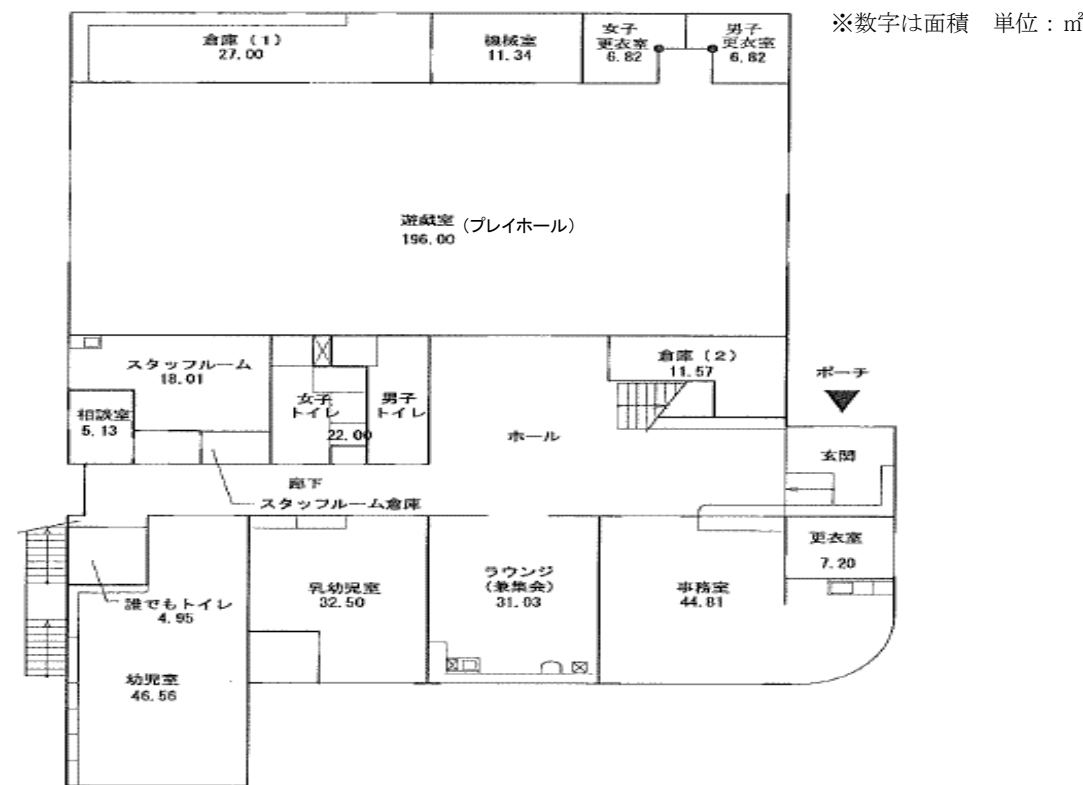 ※数字は面積　単位：㎡
倉庫（1）
27.00
機械室
11.34
女子
更衣室
6.82
男子
更衣室
6.82
遊戯室（プレイホール）
196.00
スタッフルーム
18.01
相談室
5.13
女子
トイレ
男子
トイレ
22.00
倉庫（2）
11.57
ポーチ
ホール
玄関
廊下
スタッフルーム倉庫
更衣室
7.20
乳幼児室
32.50
ラウンジ
（兼集会）
31.03
事務室
44.81
誰でもトイレ
4.95
幼児室
46.56